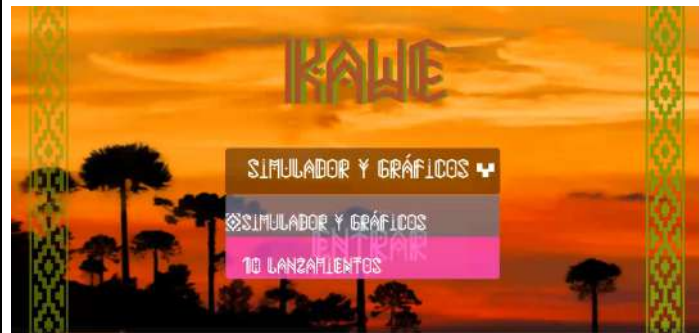 KAWE
SIMULADOR Y GRÁFICOS
SIMULADOR Y GRÁFICOS
ENTRAR
10 LANZAMIENTOS